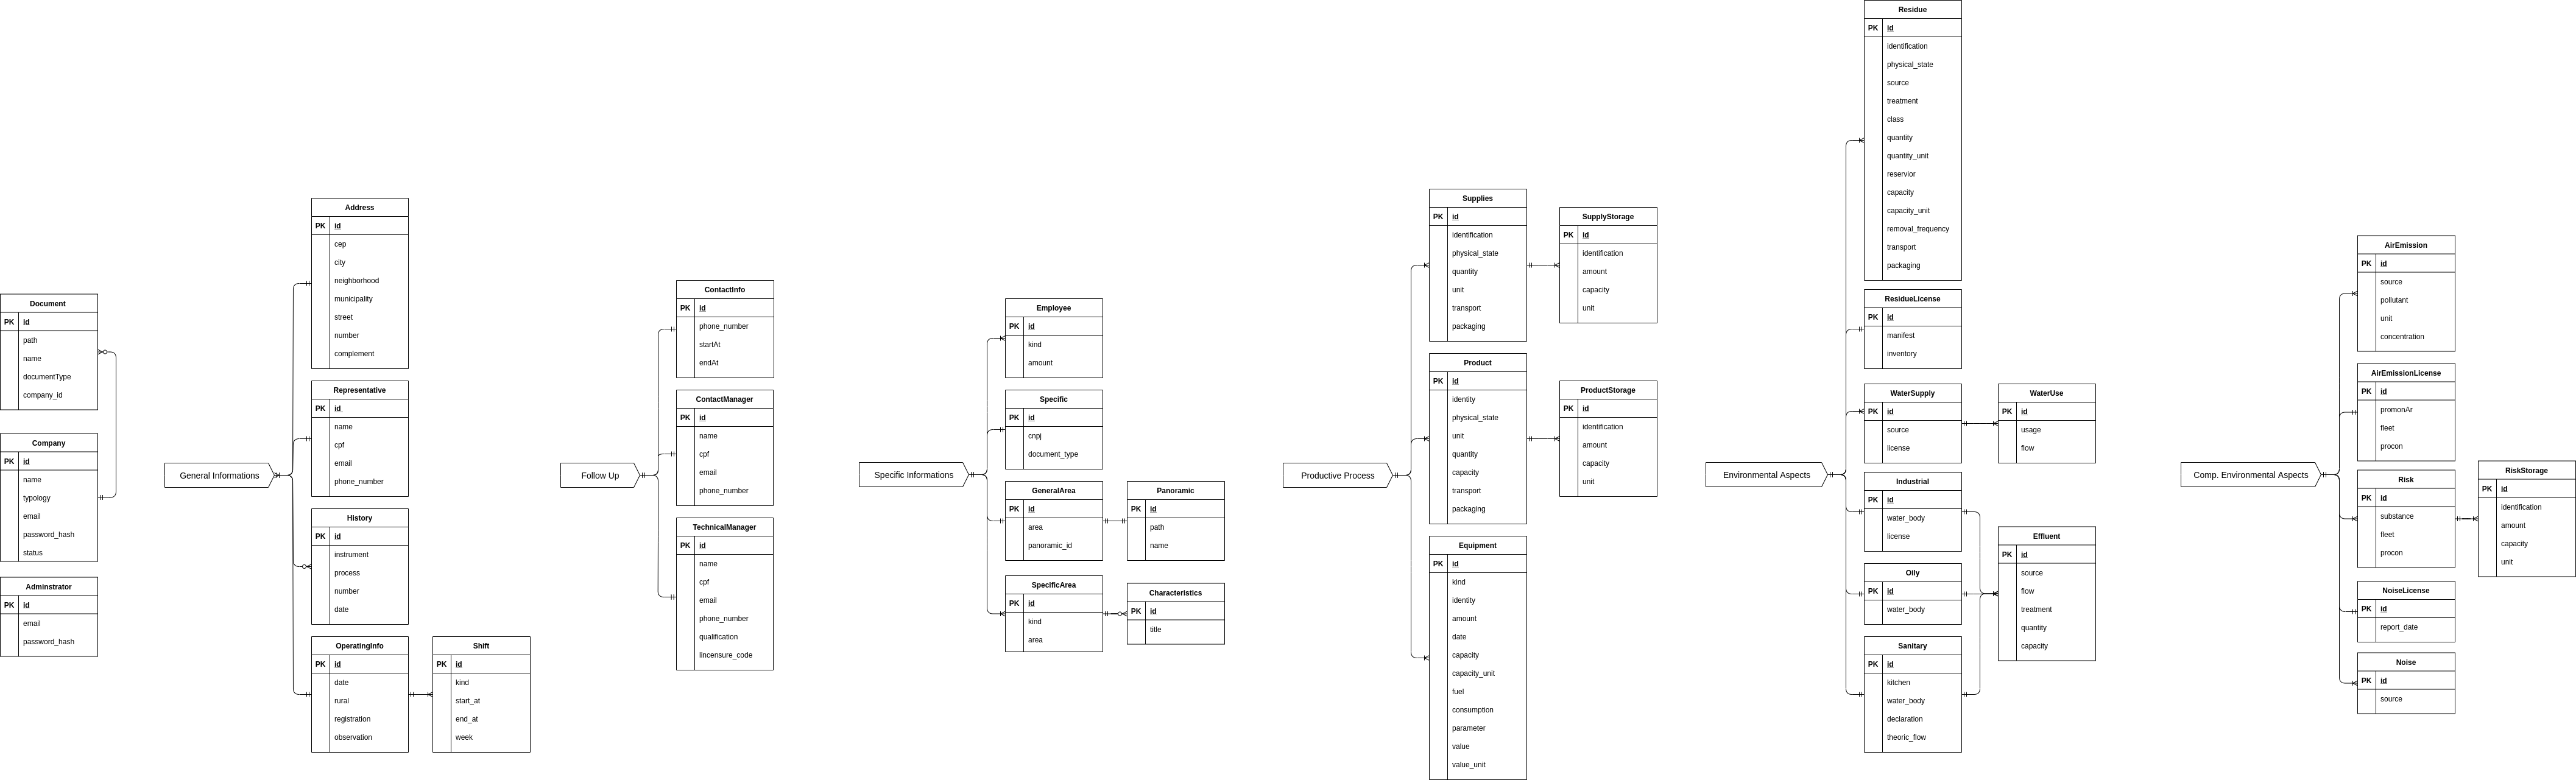 Document
PK id
path
name
documentType
company_id
Company
PK id
name
typology
email
password_hash
status
Adminstrator
PK id
email
password_hash
General Informations
Address
PK id
cep
city
neighborhood
municipality
street
number
complement
Representative
PK id
name
cpf
email
phone_number
History
PK id
instrument
process
number
date
OperatingInfo
PK id
date
rural
registration
observation
Shift
PK id
kind
start_at
end_at
week
Follow Up
ContactInfo
PK id
phone_number
startAt
endAt
ContactManager
PK id
name
cpf
email
phone_number
TechnicalManager
PK id
name
cpf
email
phone_number
qualification
lincensure_code
Specific Informations
Employee
PK id
kind
amount
Specific
PK id
cnpj
document_type
GeneralArea
PK id
area
panoramic_id
Panoramic
PK id
path
name
SpecificArea
PK id
kind
area
Characteristics
PK id
title
Productive Process
Supplies
PK id
identification
physical_state
quantity
unit
transport
packaging
SupplyStorage
PK id
identification
amount
capacity
unit
Product
PK id
identity
physical_state
unit
quantity
capacity
transport
packaging
ProductStorage
PK id
identification
amount
capacity
unit
Equipment
PK id
kind
identity
amount
date
capacity
capacity_unit
fuel
consumption
parameter
value
value_unit
Environmental Aspects
Residue
PK id
identification
physical_state
source
treatment
class
quantity
quantity_unit
reservior
capacity
capacity_unit
removal_frequency
transport
packaging
ResidueLicense
PK id
manifest
inventory
WaterSupply
PK id
source
license
WaterUse
PK id
usage
flow
Industrial
PK id
water_body
license
Oily
PK id
water_body
Sanitary
PK id
kitchen
water_body
declaration
theoric_flow
Effluent
PK id
source
flow
treatment
quantity
capacity
Comp. Environmental Aspects
AirEmission
PK id
source
pollutant
unit
concentration
AirEmissionLicense
PK id
promonAr
fleet
procon
Risk
PK id
substance
fleet
procon
RiskStorage
PK id
identification
amount
capacity
unit
NoiseLicense
PK id
report_date
Noise
PK id
source